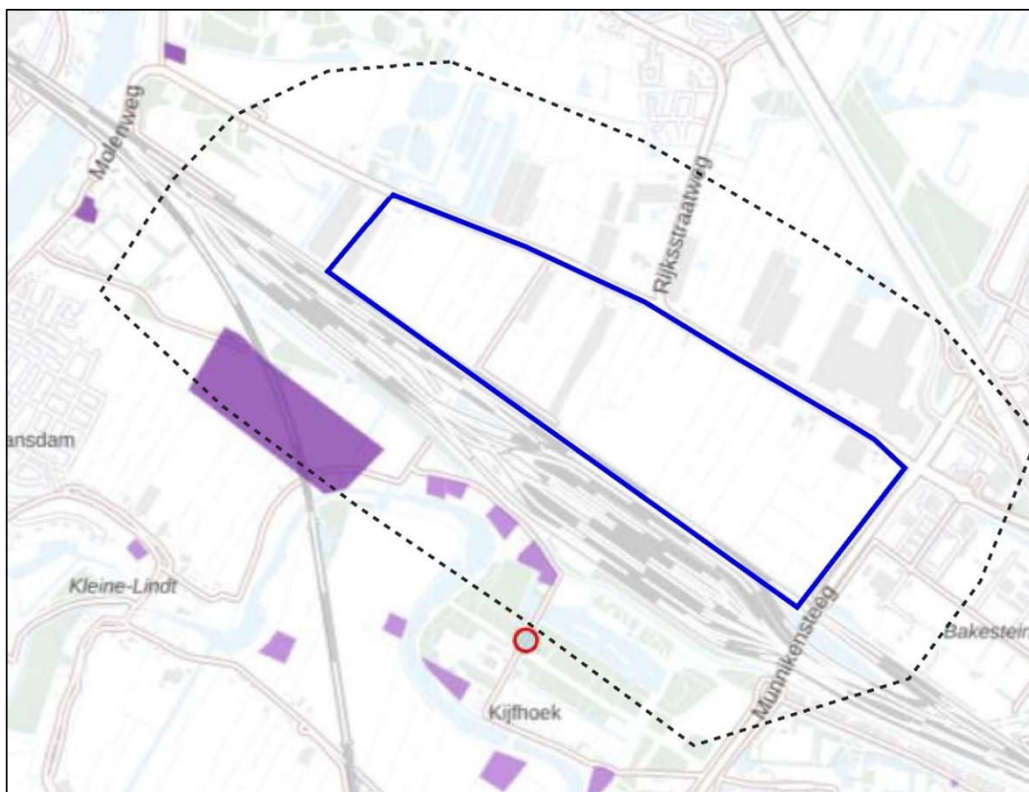 Molenweg
Rijksstraatweg
ansdam
Kleine-Lindt
Munnikensteeg
Bakestein
Kijfhoek